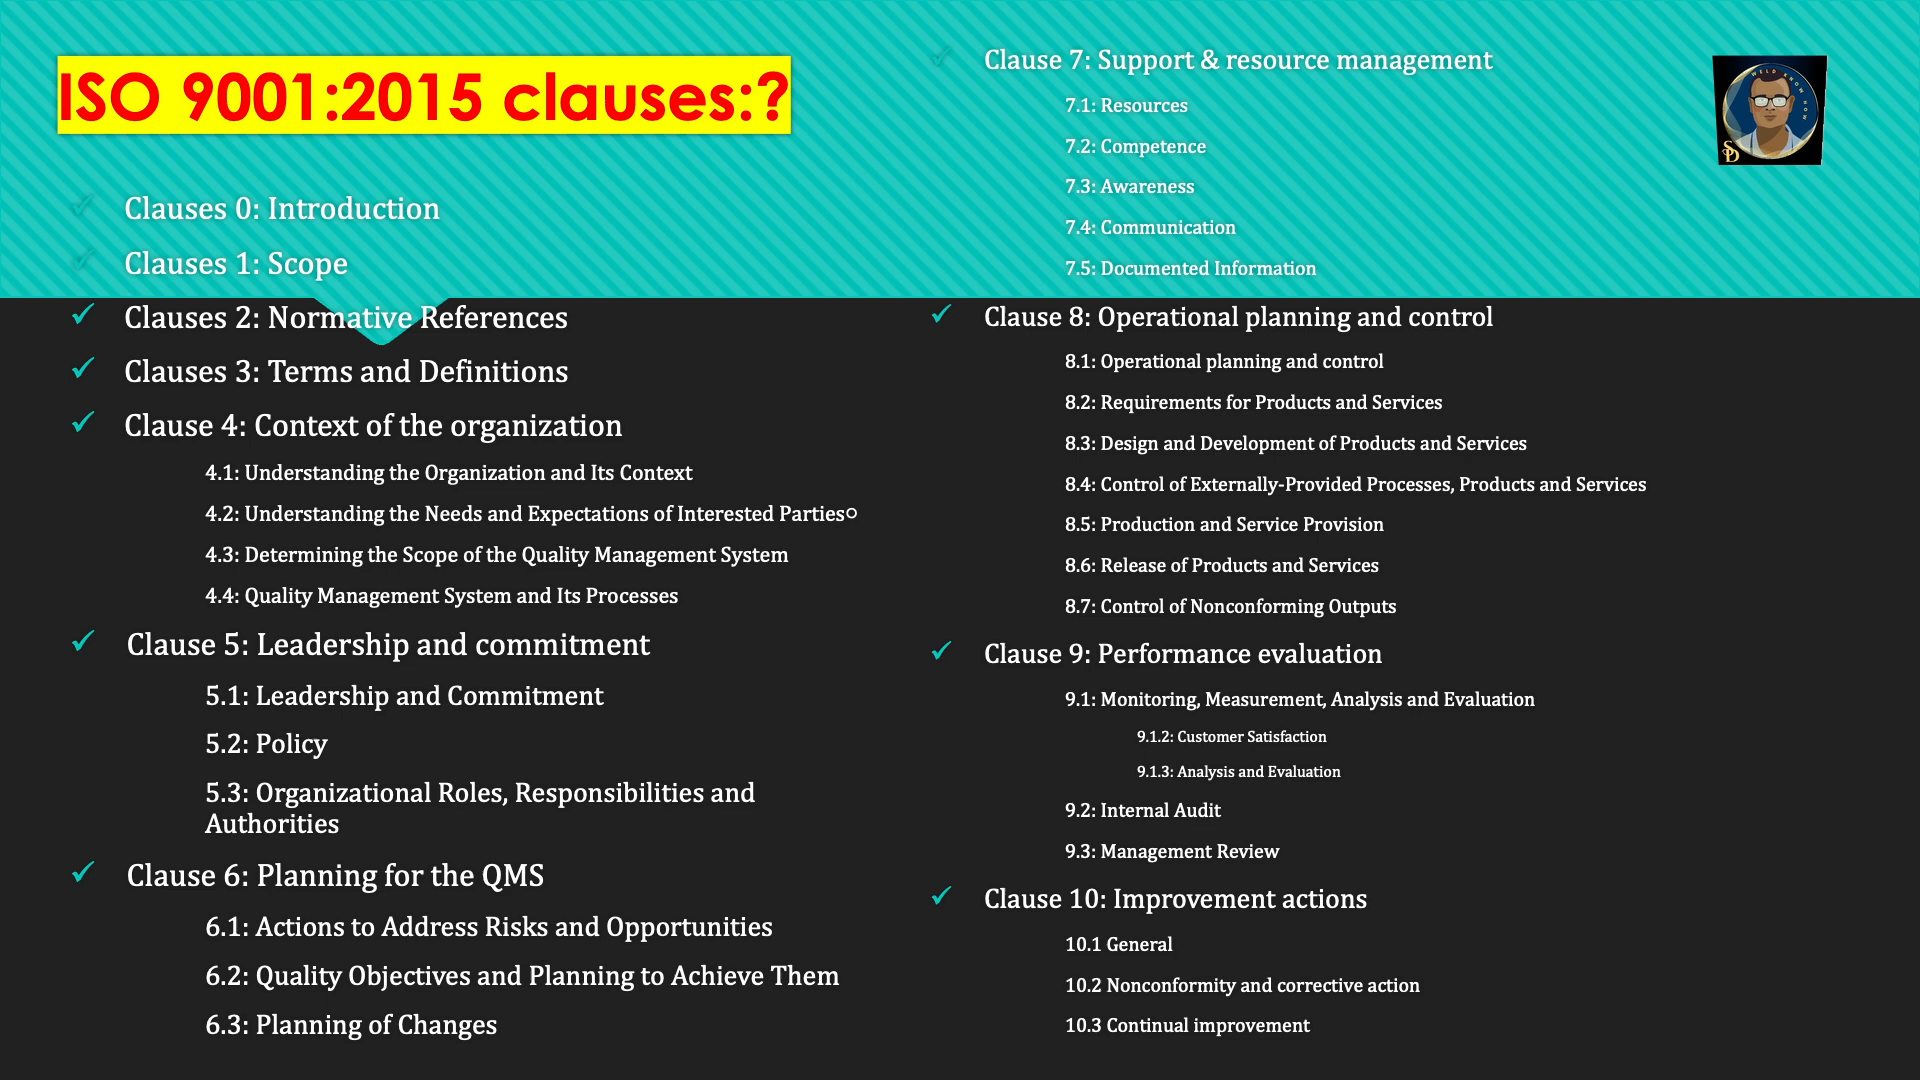 ISO 9001:2015 clauses:?
Clauses 0: Introduction
Clauses 1: Scope
Clauses 2: Normative References
Clauses 3: Terms and Definitions
Clause 4: Context of the organization
4.1: Understanding the Organization and Its Context
4.2: Understanding the Needs and Expectations of Interested Parties○
4.3: Determining the Scope of the Quality Management System
4.4: Quality Management System and Its Processes
Clause 5: Leadership and commitment
5.1: Leadership and Commitment
5.2: Policy
5.3: Organizational Roles, Responsibilities and
Authorities
Clause 6: Planning for the QMS
6.1: Actions to Address Risks and Opportunities
6.2: Quality Objectives and Planning to Achieve Them
6.3: Planning of Changes
Clause 7: Support & resource management
7.1: Resources
7.2: Competence
7.3: Awareness
7.4: Communication
7.5: Documented Information
Clause 8: Operational planning and control
8.1: Operational planning and control
8.2: Requirements for Products and Services
8.3: Design and Development of Products and Services
8.4: Control of Externally-Provided Processes, Products and Services
8.5: Production and Service Provision
8.6: Release of Products and Services
8.7: Control of Nonconforming Outputs
Clause 9: Performance evaluation
9.1: Monitoring, Measurement, Analysis and Evaluation
9.1.2: Customer Satisfaction
9.1.3: Analysis and Evaluation
9.2: Internal Audit
9.3: Management Review
Clause 10: Improvement actions
10.1 General
10.2 Nonconformity and corrective action
10.3 Continual improvement
WELD KNOW HOW
SD